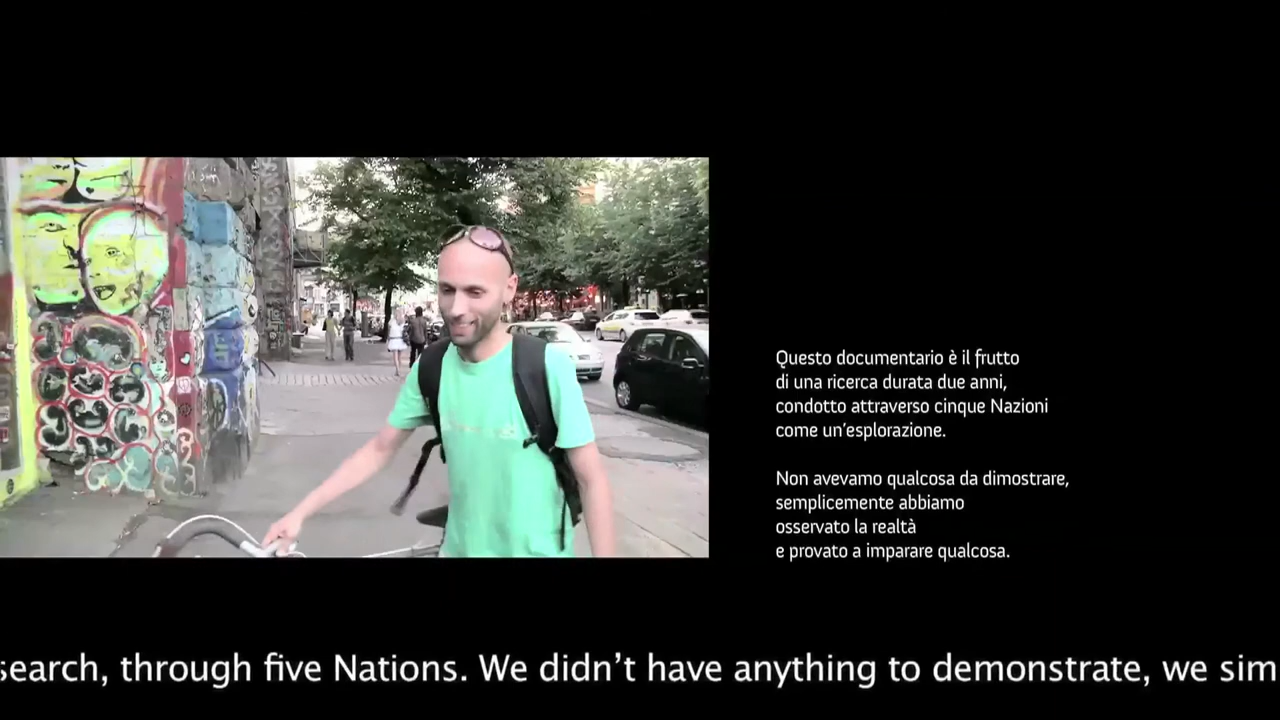 Questo documentario è il frutto
di una ricerca durata due anni,
condotto attraverso cinque Nazioni
come un'esplorazione.
Non avevamo qualcosa da dimostrare,
semplicemente abbiamo
osservato la realtà
e provato a imparare qualcosa.
search, through five Nations. We didn't have anything to demonstrate, we sim